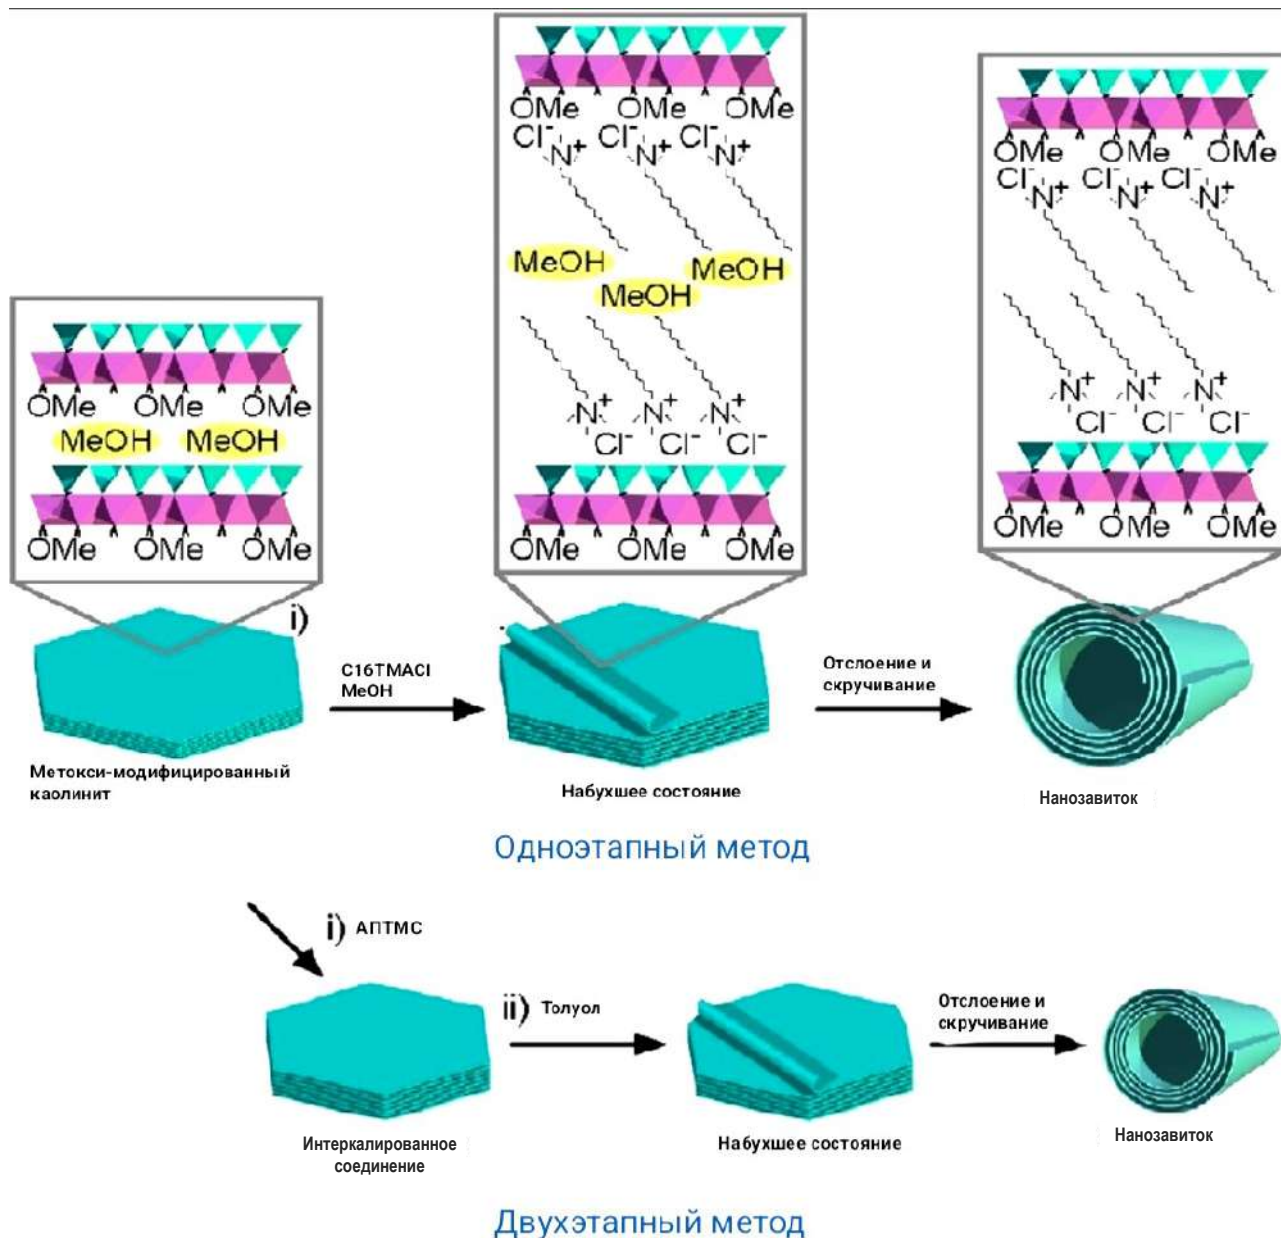 OMe OMe OMe
Cl⁻ Cl⁻ Cl⁻
N⁺ N⁺ N⁺
MeOH MeOH
MeOH
N⁺ N⁺ N⁺
Cl⁻ Cl⁻ Cl⁻
OMe OMe OMe
OMe OMe OMe
Cl⁻ Cl⁻ Cl⁻
N⁺ N⁺ N⁺
N⁺ N⁺ N⁺
Cl⁻ Cl⁻ Cl⁻
OMe OMe OMe
OMe OMe OMe
MeOH MeOH
OMe OMe OMe
i)
C16TMACl
MeOH
Отслоение и
скручивание
Метокси-модифицированный
каолинит
Набухшее состояние
Нанозавиток
Одноэтапный метод
i) АПТМС
ii) Толуол
Отслоение и
скручивание
Интеркалированное
соединение
Набухшее состояние
Нанозавиток
Двухэтапный метод